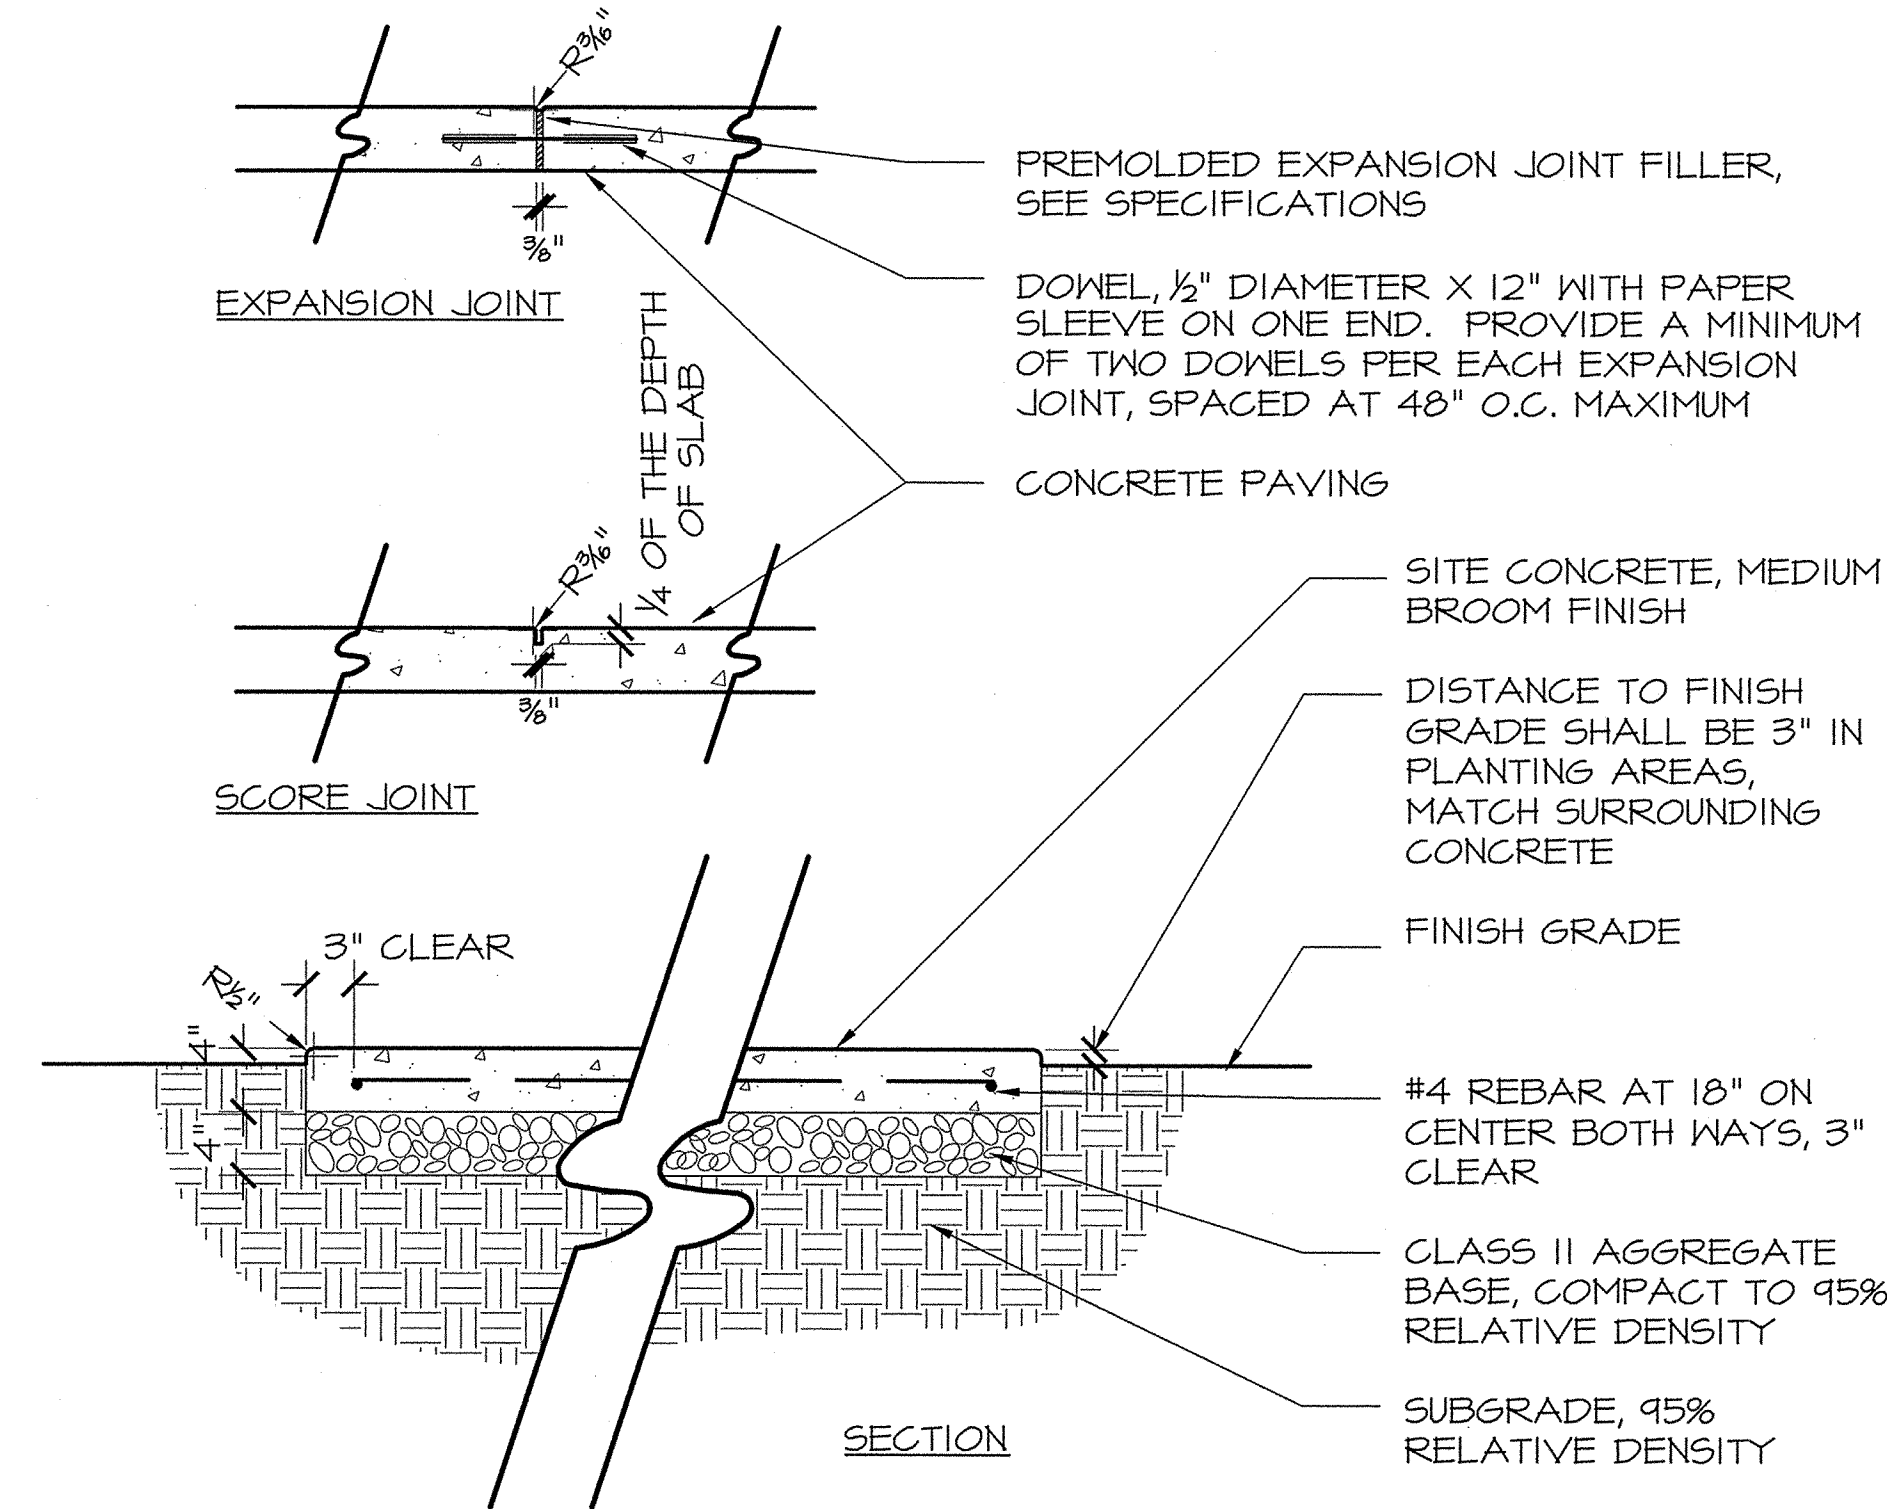 R 3/16"
PREMOLDED EXPANSION JOINT FILLER,
SEE SPECIFICATIONS
3/8"
EXPANSION JOINT
DOWEL, 1/2" DIAMETER X 12" WITH PAPER
SLEEVE ON ONE END. PROVIDE A MINIMUM
OF TWO DOWELS PER EACH EXPANSION
JOINT, SPACED AT 48" O.C. MAXIMUM
CONCRETE PAVING
1/4 OF THE DEPTH
OF SLAB
R 3/16"
3/8"
SCORE JOINT
SITE CONCRETE, MEDIUM
BROOM FINISH
DISTANCE TO FINISH
GRADE SHALL BE 3" IN
PLANTING AREAS,
MATCH SURROUNDING
CONCRETE
FINISH GRADE
3" CLEAR
R 1/2"
4"
4"
#4 REBAR AT 18" ON
CENTER BOTH WAYS, 3"
CLEAR
CLASS II AGGREGATE
BASE, COMPACT TO 95%
RELATIVE DENSITY
SUBGRADE, 95%
RELATIVE DENSITY
SECTION